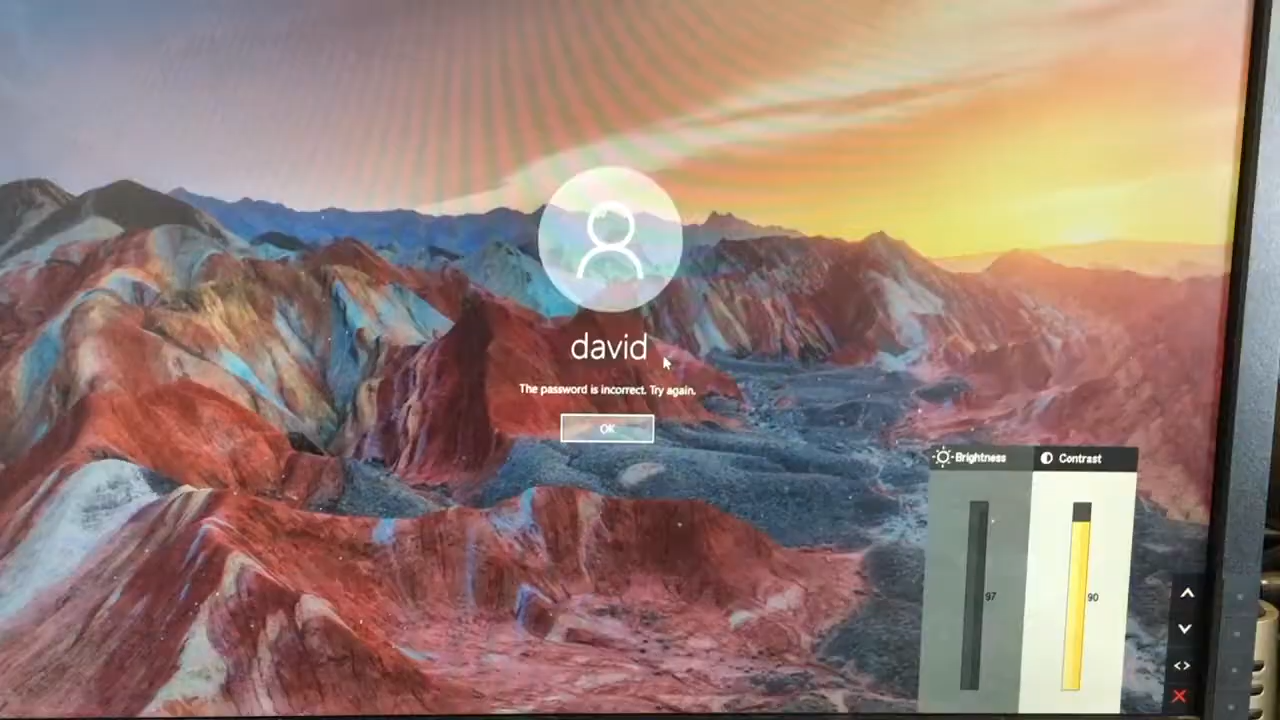 david
The password is incorrect. Try again.
OK
Brightness
Contrast
97
90